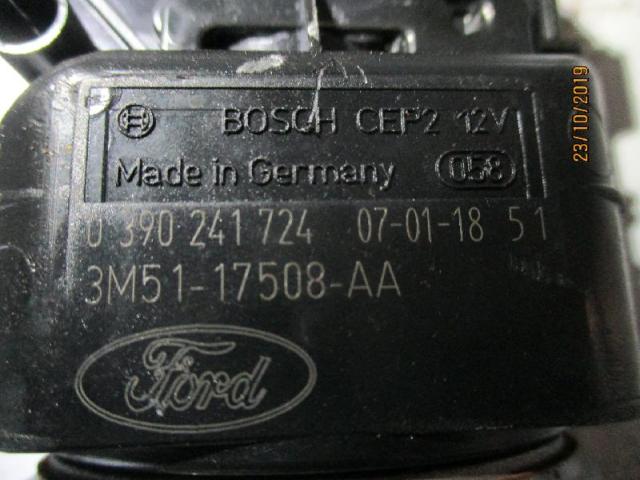 BOSCH CEP2 12V
Made in Germany 058
0 390 241 724 07-01-18 51
3M51-17508-AA
Ford
23/10/2019